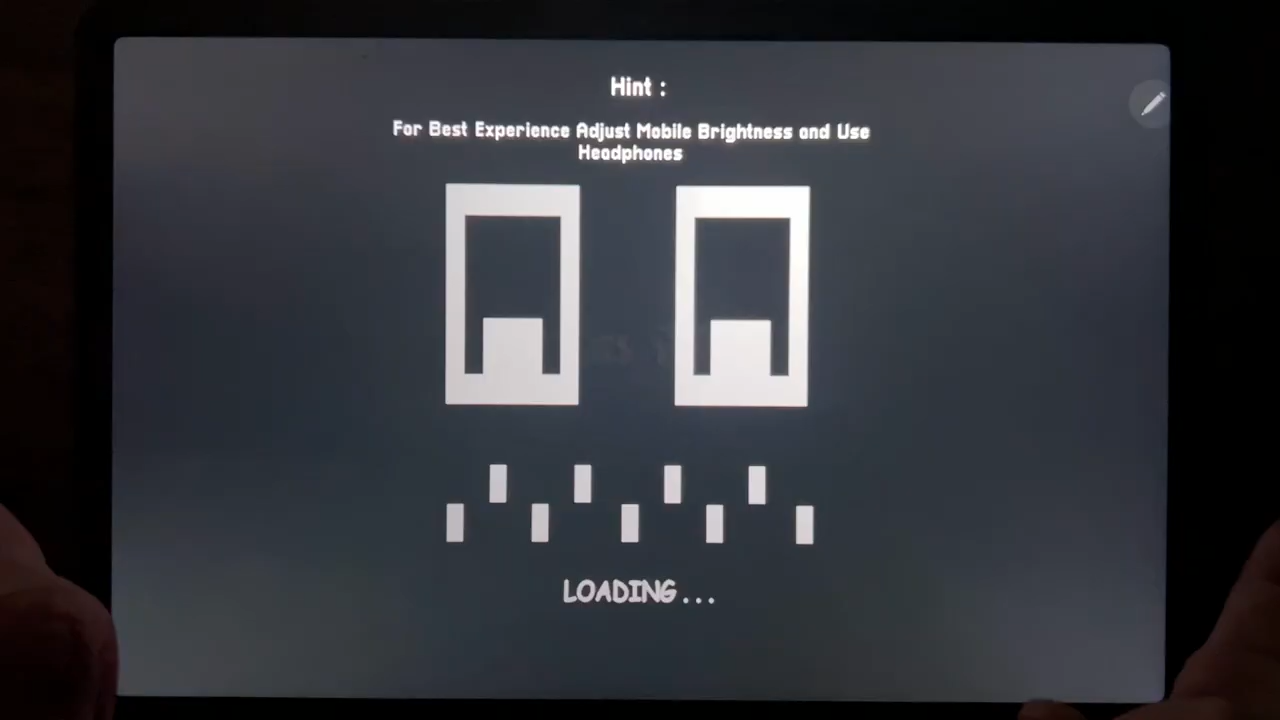 Hint :
For Best Experience Adjust Mobile Brightness and Use
Headphones
LOADING...